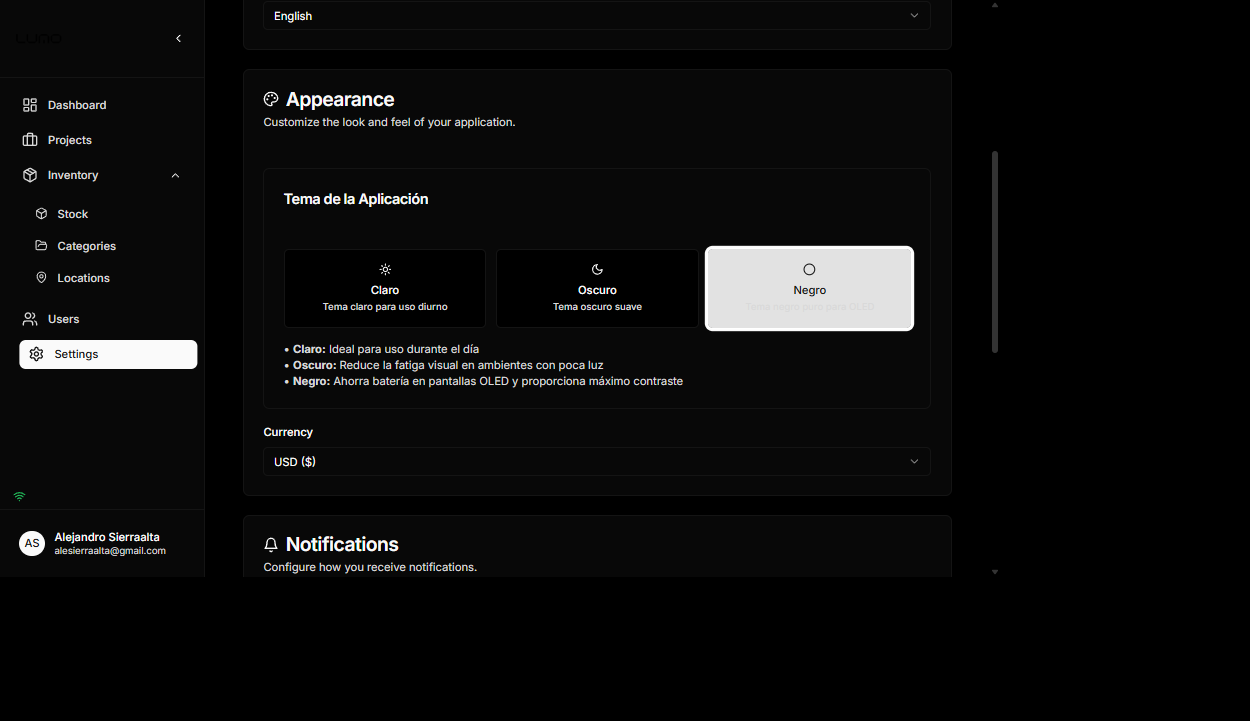 English
LUMO
Dashboard
Projects
Inventory
Stock
Categories
Locations
Users
Settings
AS
Alejandro Sierraalta
alesierraalta@gmail.com
Appearance
Customize the look and feel of your application.
Tema de la Aplicación
Claro
Tema claro para uso diurno
Oscuro
Tema oscuro suave
Negro
Tema negro puro para OLED
• Claro: Ideal para uso durante el día
• Oscuro: Reduce la fatiga visual en ambientes con poca luz
• Negro: Ahorra batería en pantallas OLED y proporciona máximo contraste
Currency
USD ($)
Notifications
Configure how you receive notifications.